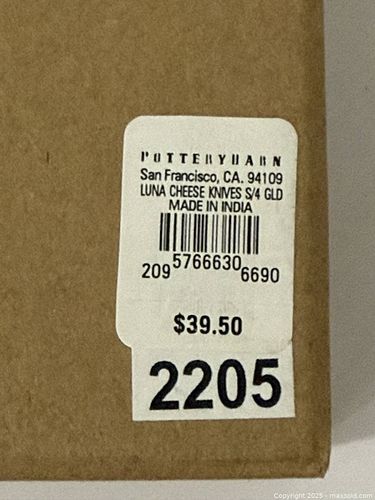 POTTERYBARN
San Francisco, CA. 94109
LUNA CHEESE KNIVES S/4 GLD
MADE IN INDIA
209 5766630 6690
$39.50
2205
Copyright 2025 - maxsold.com